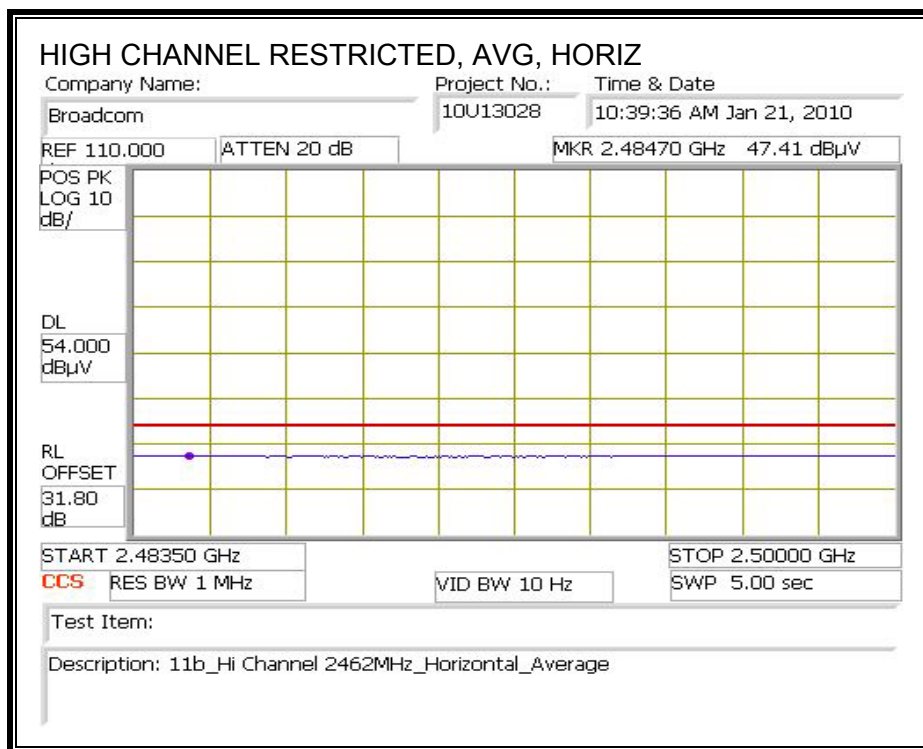 HIGH CHANNEL RESTRICTED, AVG, HORIZ
Company Name: Project No.: Time & Date
Broadcom 10U13028 10:39:36 AM Jan 21, 2010
REF 110.000 ATTEN 20 dB MKR 2.48470 GHz 47.41 dBµV
POS PK
LOG 10
dB/
DL
54.000
dBµV
RL
OFFSET
31.80
dB
START 2.48350 GHz STOP 2.50000 GHz
CCS RES BW 1 MHz VID BW 10 Hz SWP 5.00 sec
Test Item:
Description: 11b_Hi Channel 2462MHz_Horizontal_Average